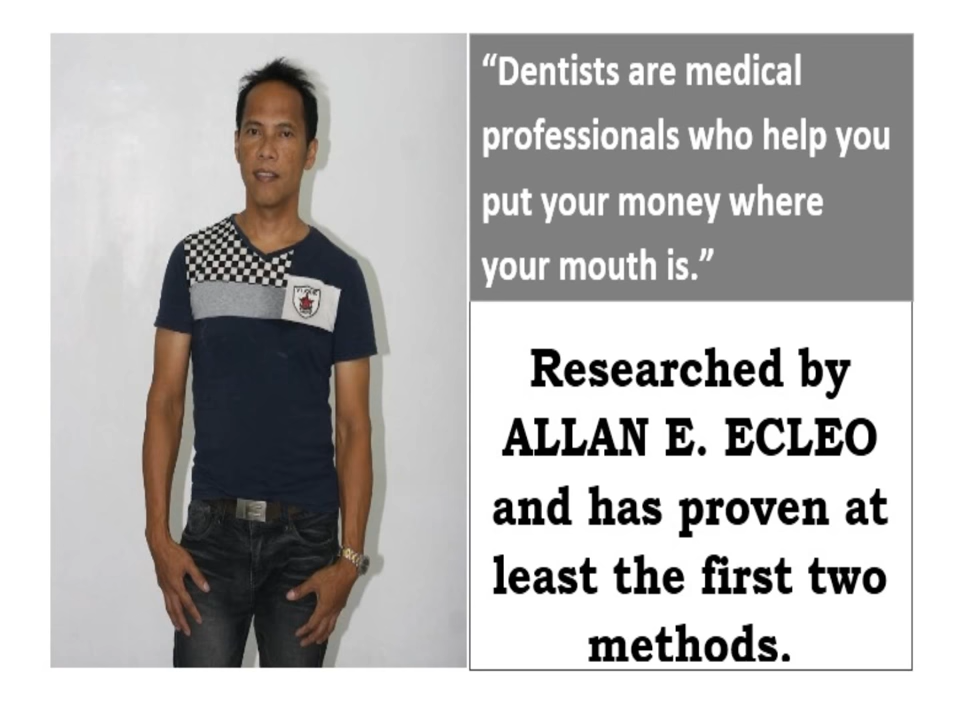 “Dentists are medical
professionals who help you
put your money where
your mouth is.”
Researched by
ALLAN E. ECLEO
and has proven at
least the first two
methods.